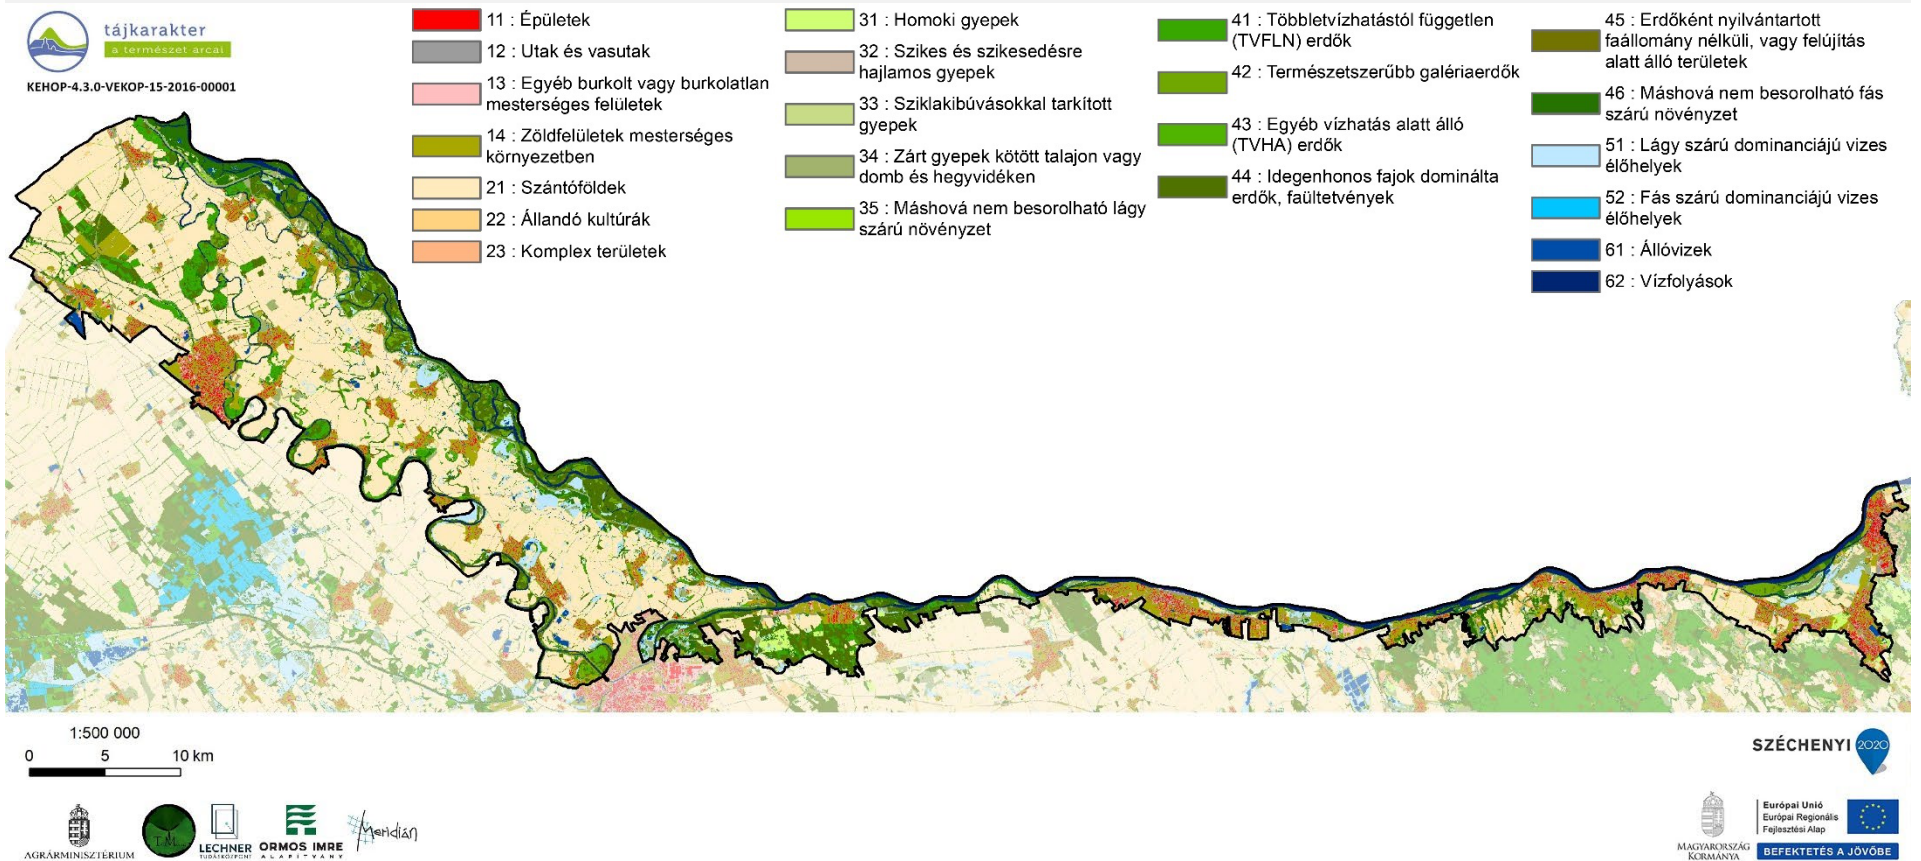 tájkarakter
a természet arcai
KEHOP-4.3.0-VEKOP-15-2016-00001
11 : Épületek
12 : Utak és vasutak
13 : Egyéb burkolt vagy burkolatlan
mesterséges felületek
14 : Zöldfelületek mesterséges
környezetben
21 : Szántóföldek
22 : Állandó kultúrák
23 : Komplex területek
31 : Homoki gyepek
32 : Szikes és szikesedésre
hajlamos gyepek
33 : Sziklakibúvásokkal tarkított
gyepek
34 : Zárt gyepek kötött talajon vagy
domb és hegyvidéken
35 : Máshová nem besorolható lágy
szárú növényzet
41 : Többletvízhatástól független
(TVFLN) erdők
42 : Természetszerűbb galériaerdők
43 : Egyéb vízhatás alatt álló
(TVHA) erdők
44 : Idegenhonos fajok dominálta
erdők, faültetvények
45 : Erdőként nyilvántartott
faállomány nélküli, vagy felújítás
alatt álló területek
46 : Máshová nem besorolható fás
szárú növényzet
51 : Lágy szárú dominanciájú vizes
élőhelyek
52 : Fás szárú dominanciájú vizes
élőhelyek
61 : Állóvizek
62 : Vízfolyások
1:500 000
0 5 10 km
AGRÁRMINISZTÉRIUM
LECHNER
TUDÁSKÖZPONT
ORMOS IMRE
ALAPÍTVÁNY
Meridián
SZÉCHENYI 2020
MAGYARORSZÁG
KORMÁNYA
Európai Unió
Európai Regionális
Fejlesztési Alap
BEFEKTETÉS A JÖVŐBE